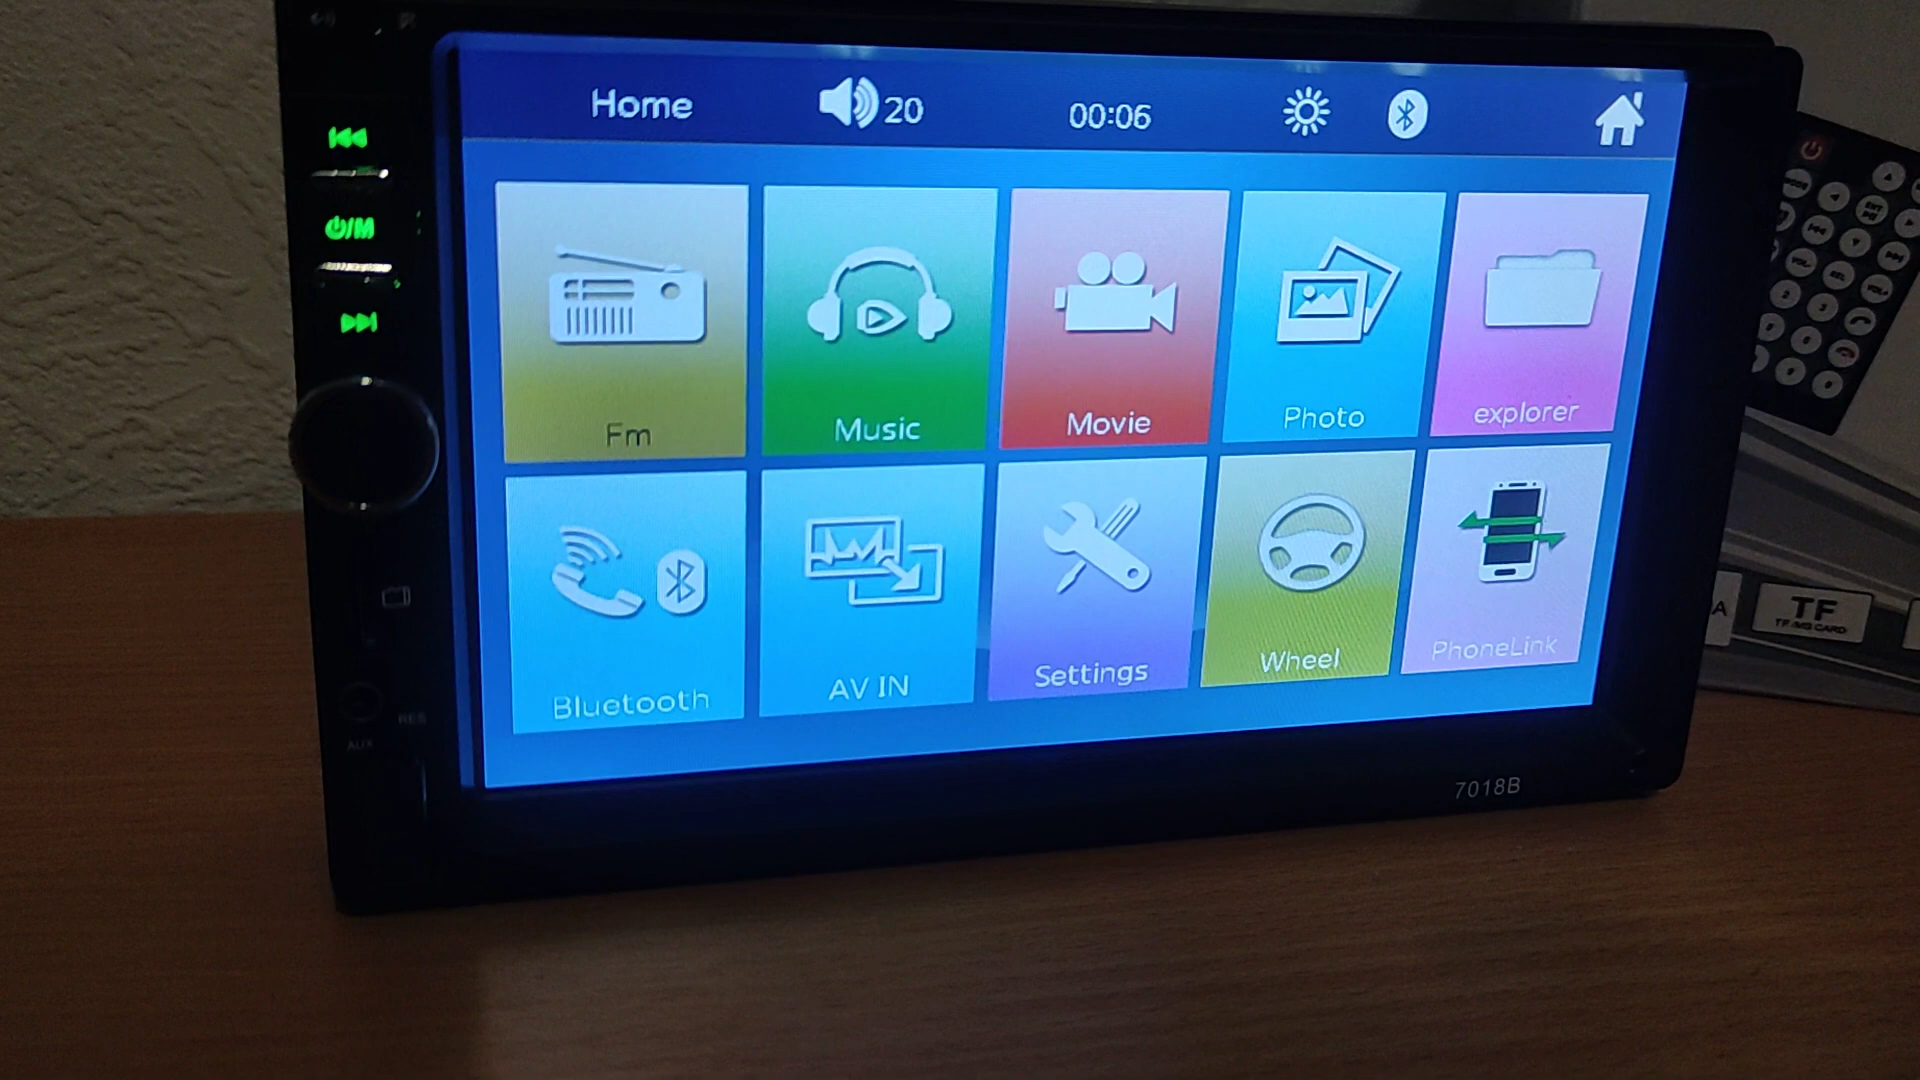 Home
20
00:06
Fm
Music
Movie
Photo
explorer
Bluetooth
AV IN
Settings
Wheel
PhoneLink
⏻/M
RES
AUX
7018B
TF
TF/MS CARD
A